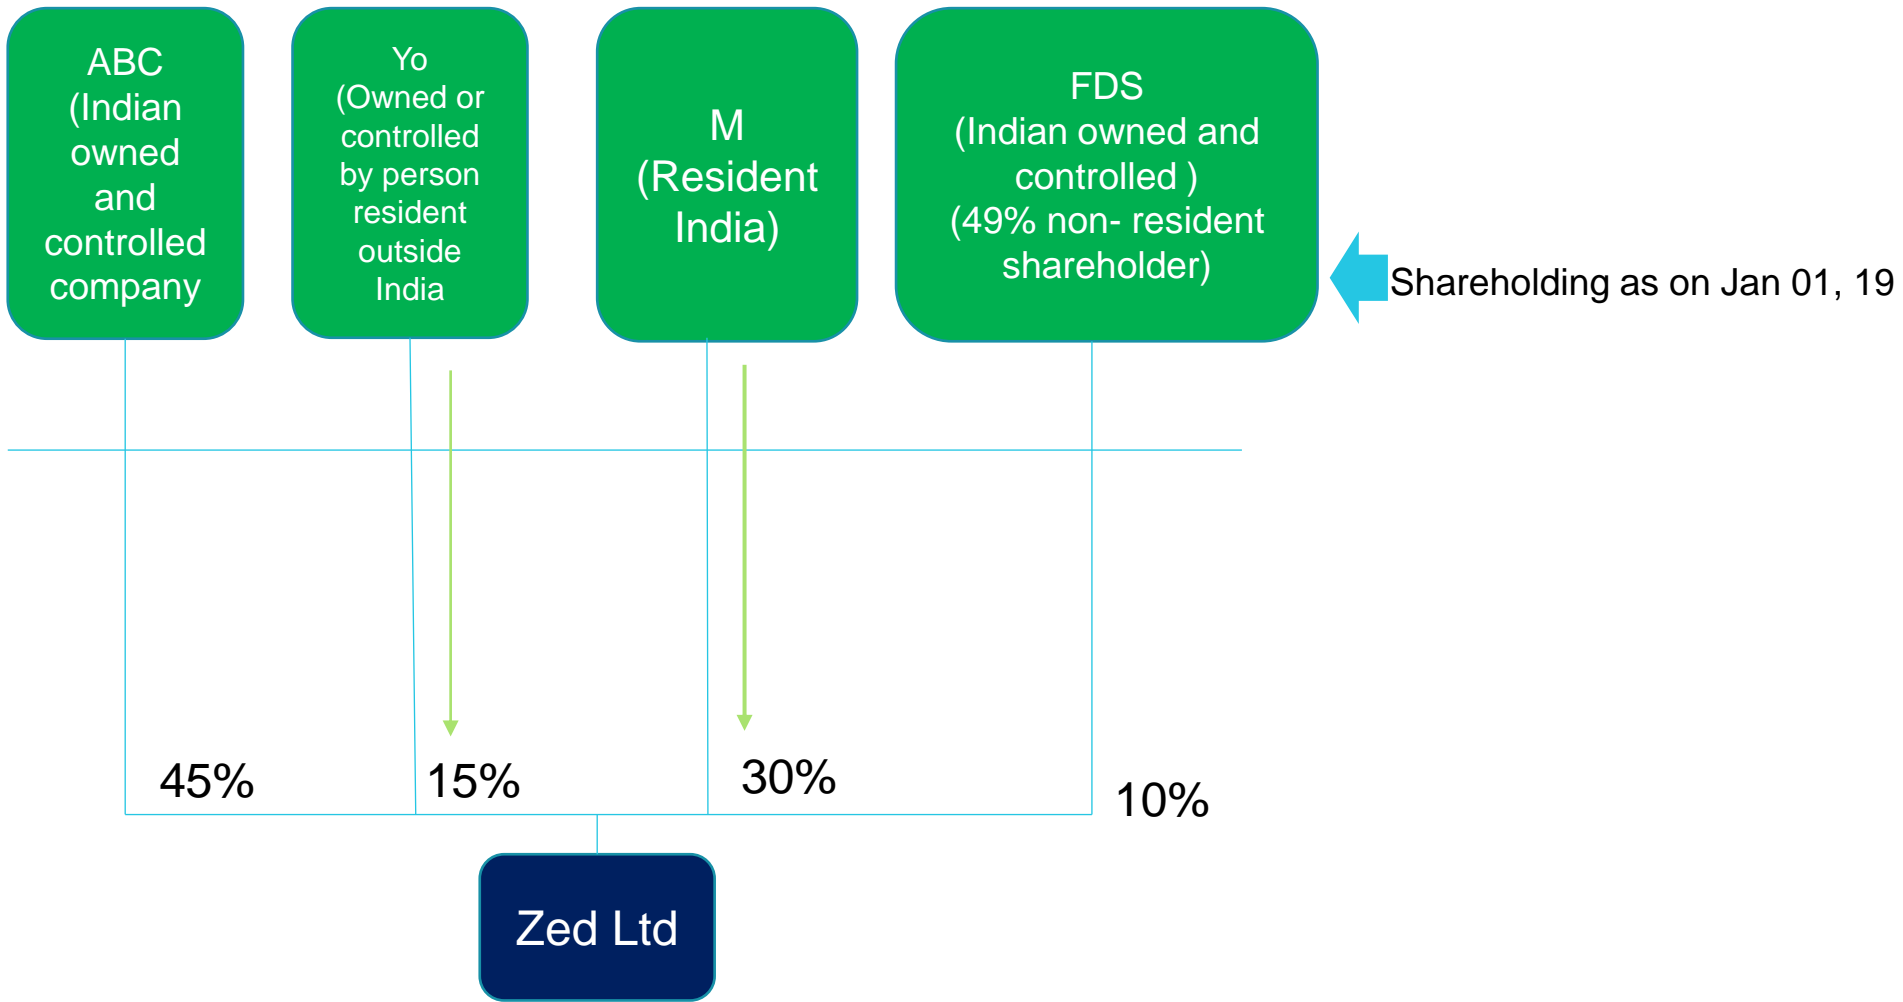 ABC
(Indian
owned
and
controlled
company
Yo
(Owned or
controlled
by person
resident
outside
India
M
(Resident
India)
FDS
(Indian owned and
controlled )
(49% non- resident
shareholder)
Shareholding as on Jan 01, 19
45%
15%
30%
10%
Zed Ltd